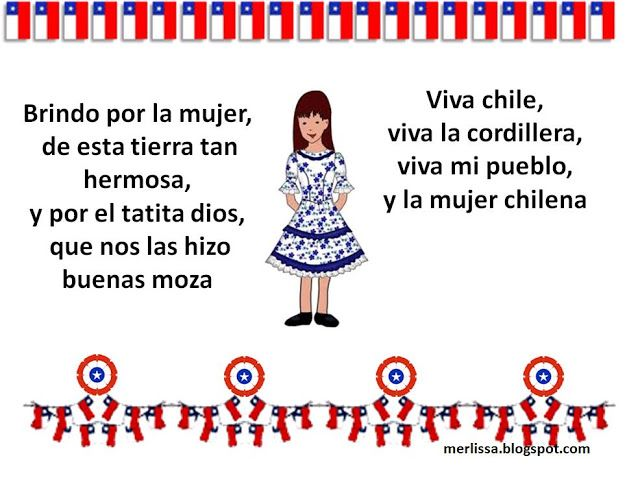 Brindo por la mujer,
de esta tierra tan
hermosa,
y por el tatita dios,
que nos las hizo
buenas moza
Viva chile,
viva la cordillera,
viva mi pueblo,
y la mujer chilena
merlissa.blogspot.com